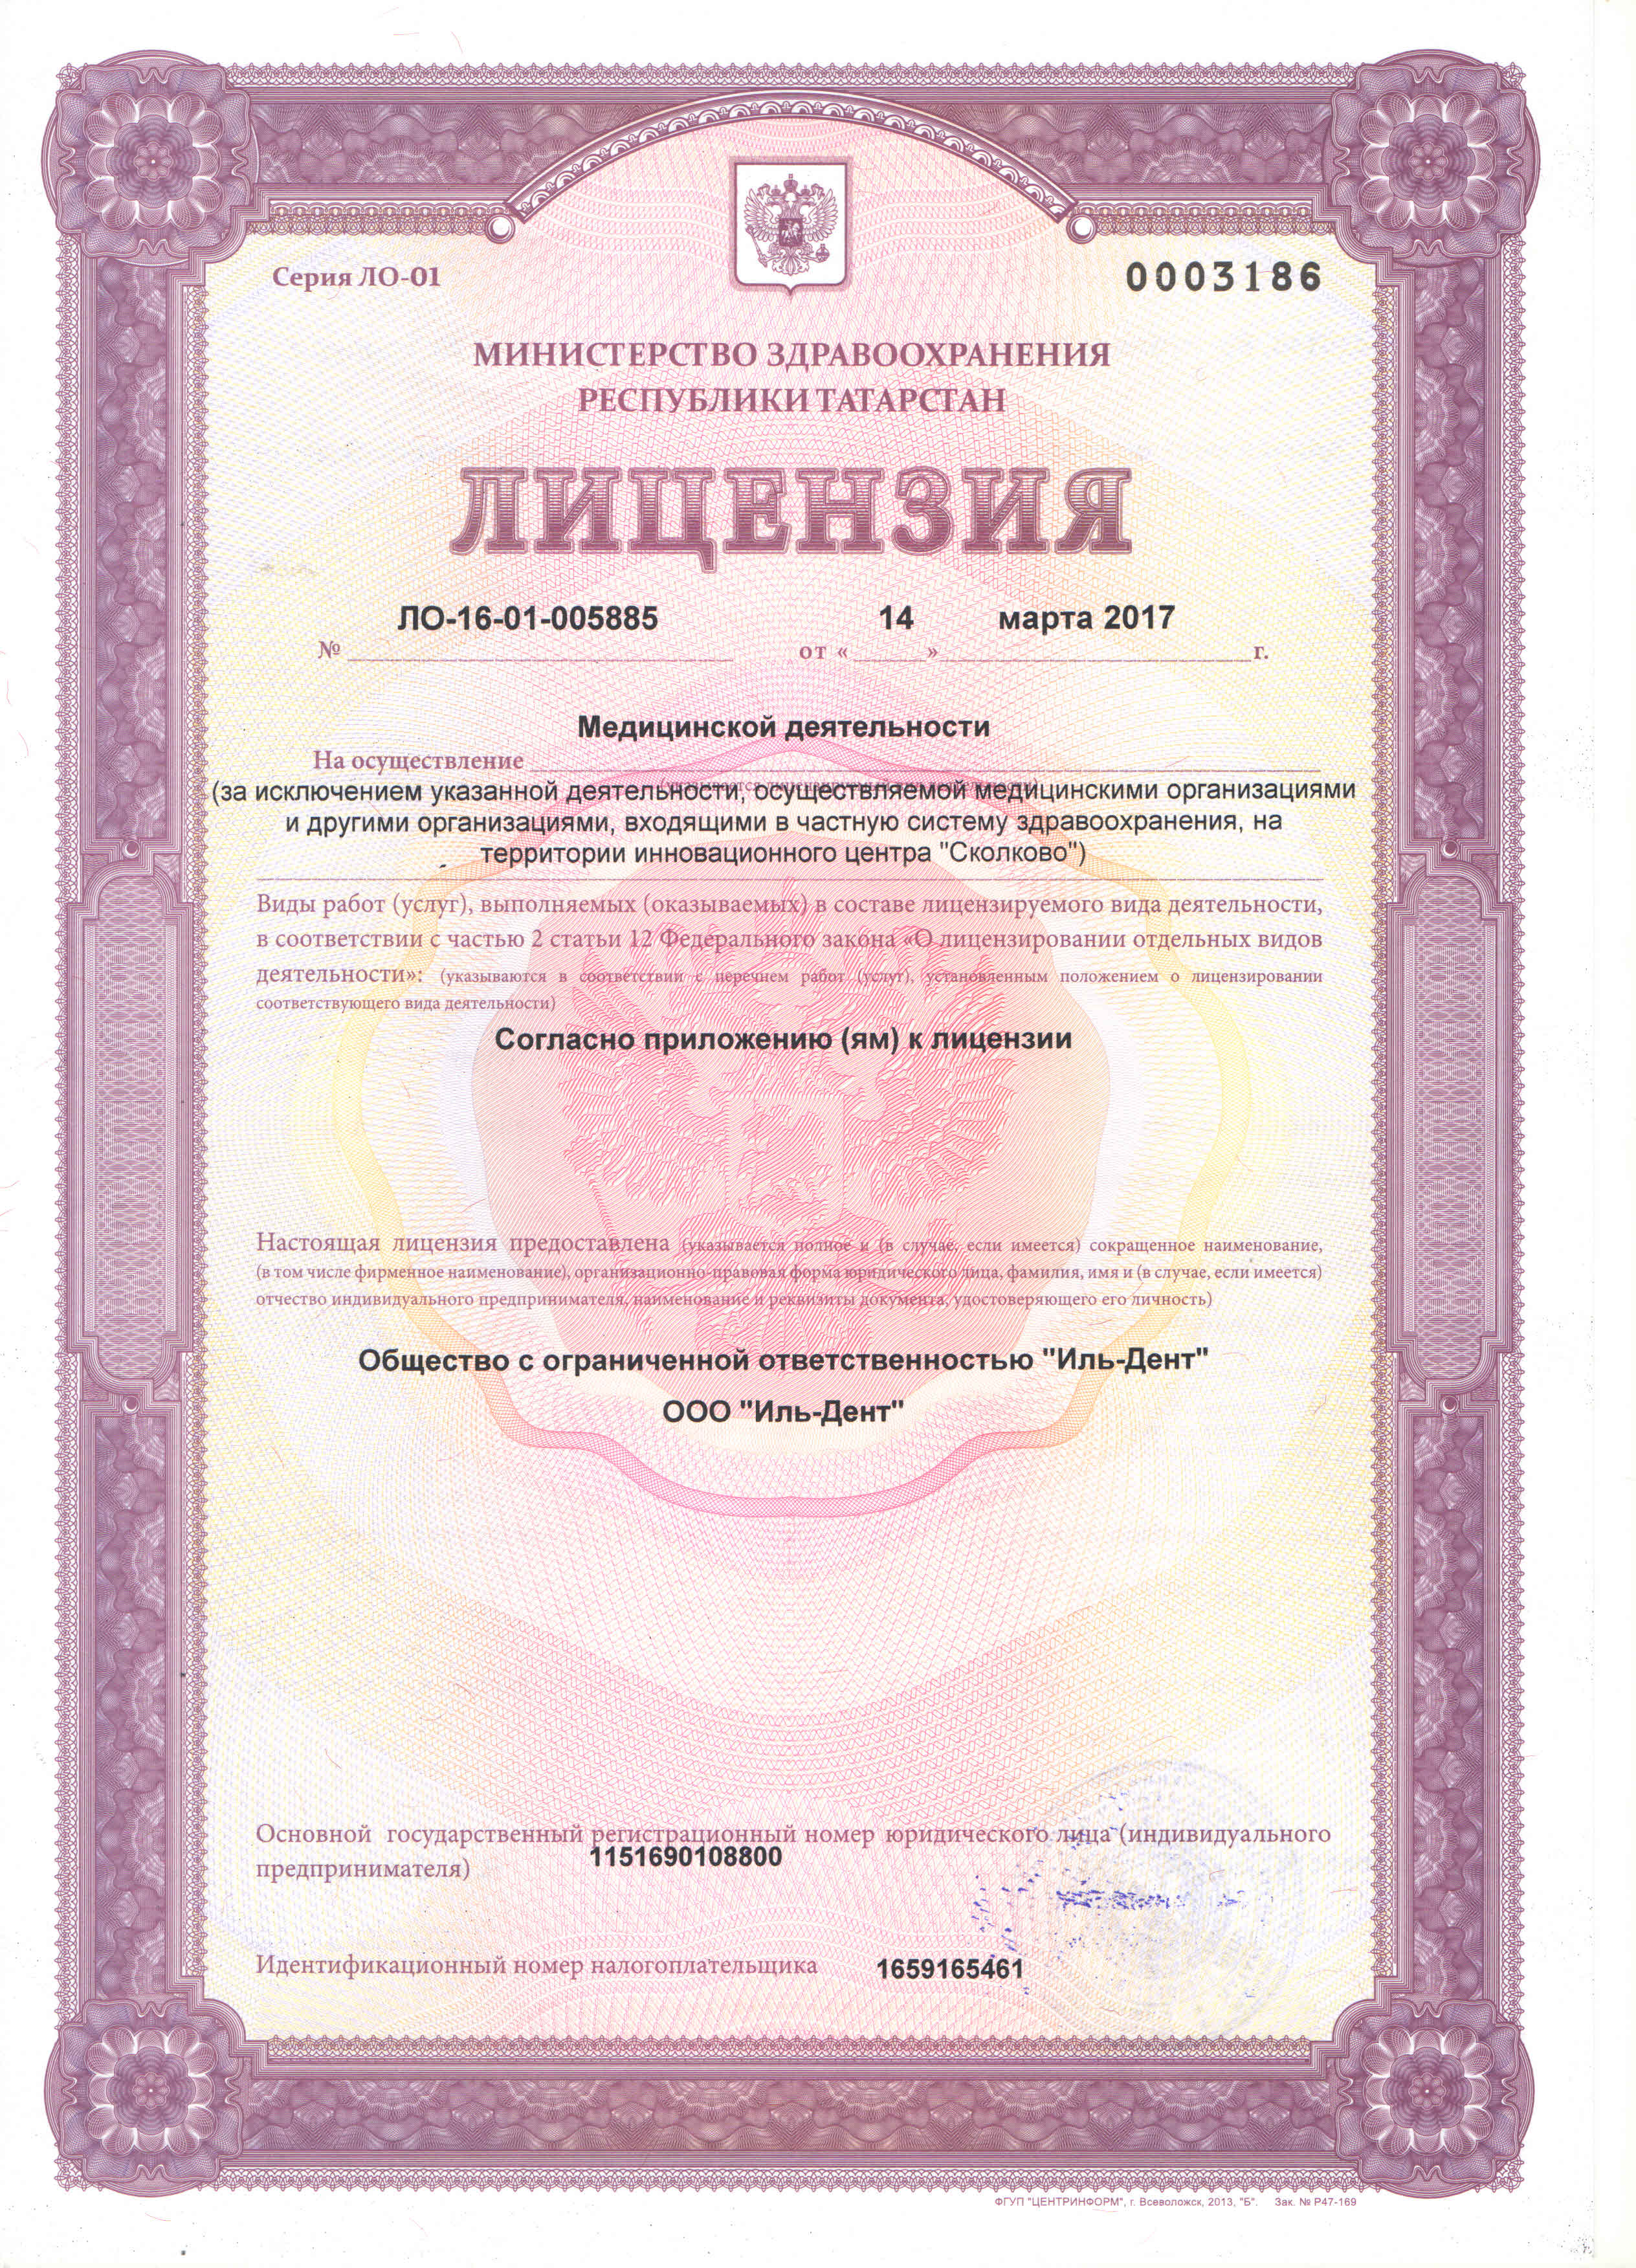 Серия ЛО-01
0003186
МИНИСТЕРСТВО ЗДРАВООХРАНЕНИЯ
РЕСПУБЛИКИ ТАТАРСТАН
ЛИЦЕНЗИЯ
ЛО-16-01-005885 14 марта 2017
№ от « » г.
Медицинской деятельности
На осуществление
(за исключением указанной деятельности, осуществляемой медицинскими организациями
и другими организациями, входящими в частную систему здравоохранения, на
территории инновационного центра "Сколково")
Виды работ (услуг), выполняемых (оказываемых) в составе лицензируемого вида деятельности,
в соответствии с частью 2 статьи 12 Федерального закона «О лицензировании отдельных видов
деятельности»: (указываются в соответствии с перечнем работ (услуг), установленным положением о лицензировании
соответствующего вида деятельности)
Согласно приложению (ям) к лицензии
Настоящая лицензия предоставлена (указывается полное и (в случае, если имеется) сокращенное наименование,
(в том числе фирменное наименование), организационно-правовая форма юридического лица, фамилия, имя и (в случае, если имеется)
отчество индивидуального предпринимателя, наименование и реквизиты документа, удостоверяющего его личность)
Общество с ограниченной ответственностью "Иль-Дент"
ООО "Иль-Дент"
Основной государственный регистрационный номер юридического лица (индивидуального
предпринимателя) 1151690108800
Идентификационный номер налогоплательщика 1659165461
ФГУП "ЦЕНТРИНФОРМ", г. Всеволожск, 2013, "Б". Зак. № Р47-169